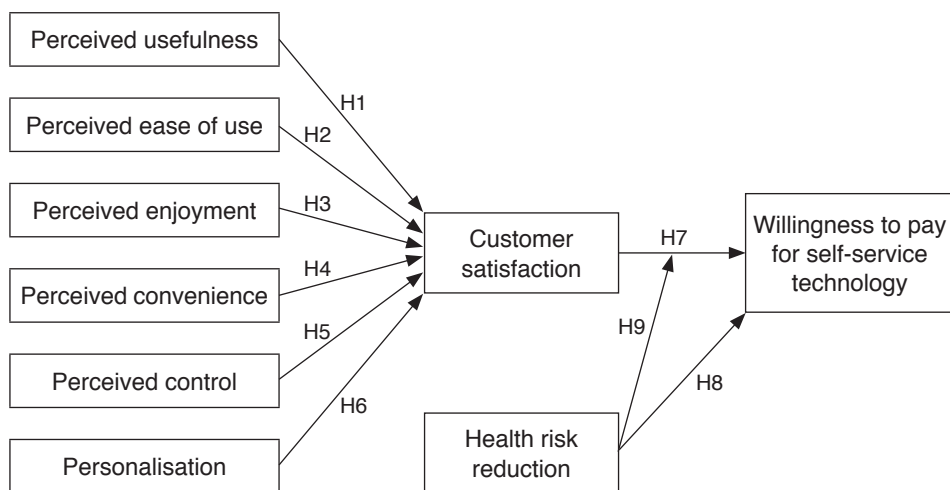 Perceived usefulness
H1
Perceived ease of use
H2
Perceived enjoyment
H3
Perceived convenience
H4
Perceived control
H5
Personalisation
H6
Customer
satisfaction
H7
Willingness to pay
for self-service
technology
H9
H8
Health risk
reduction